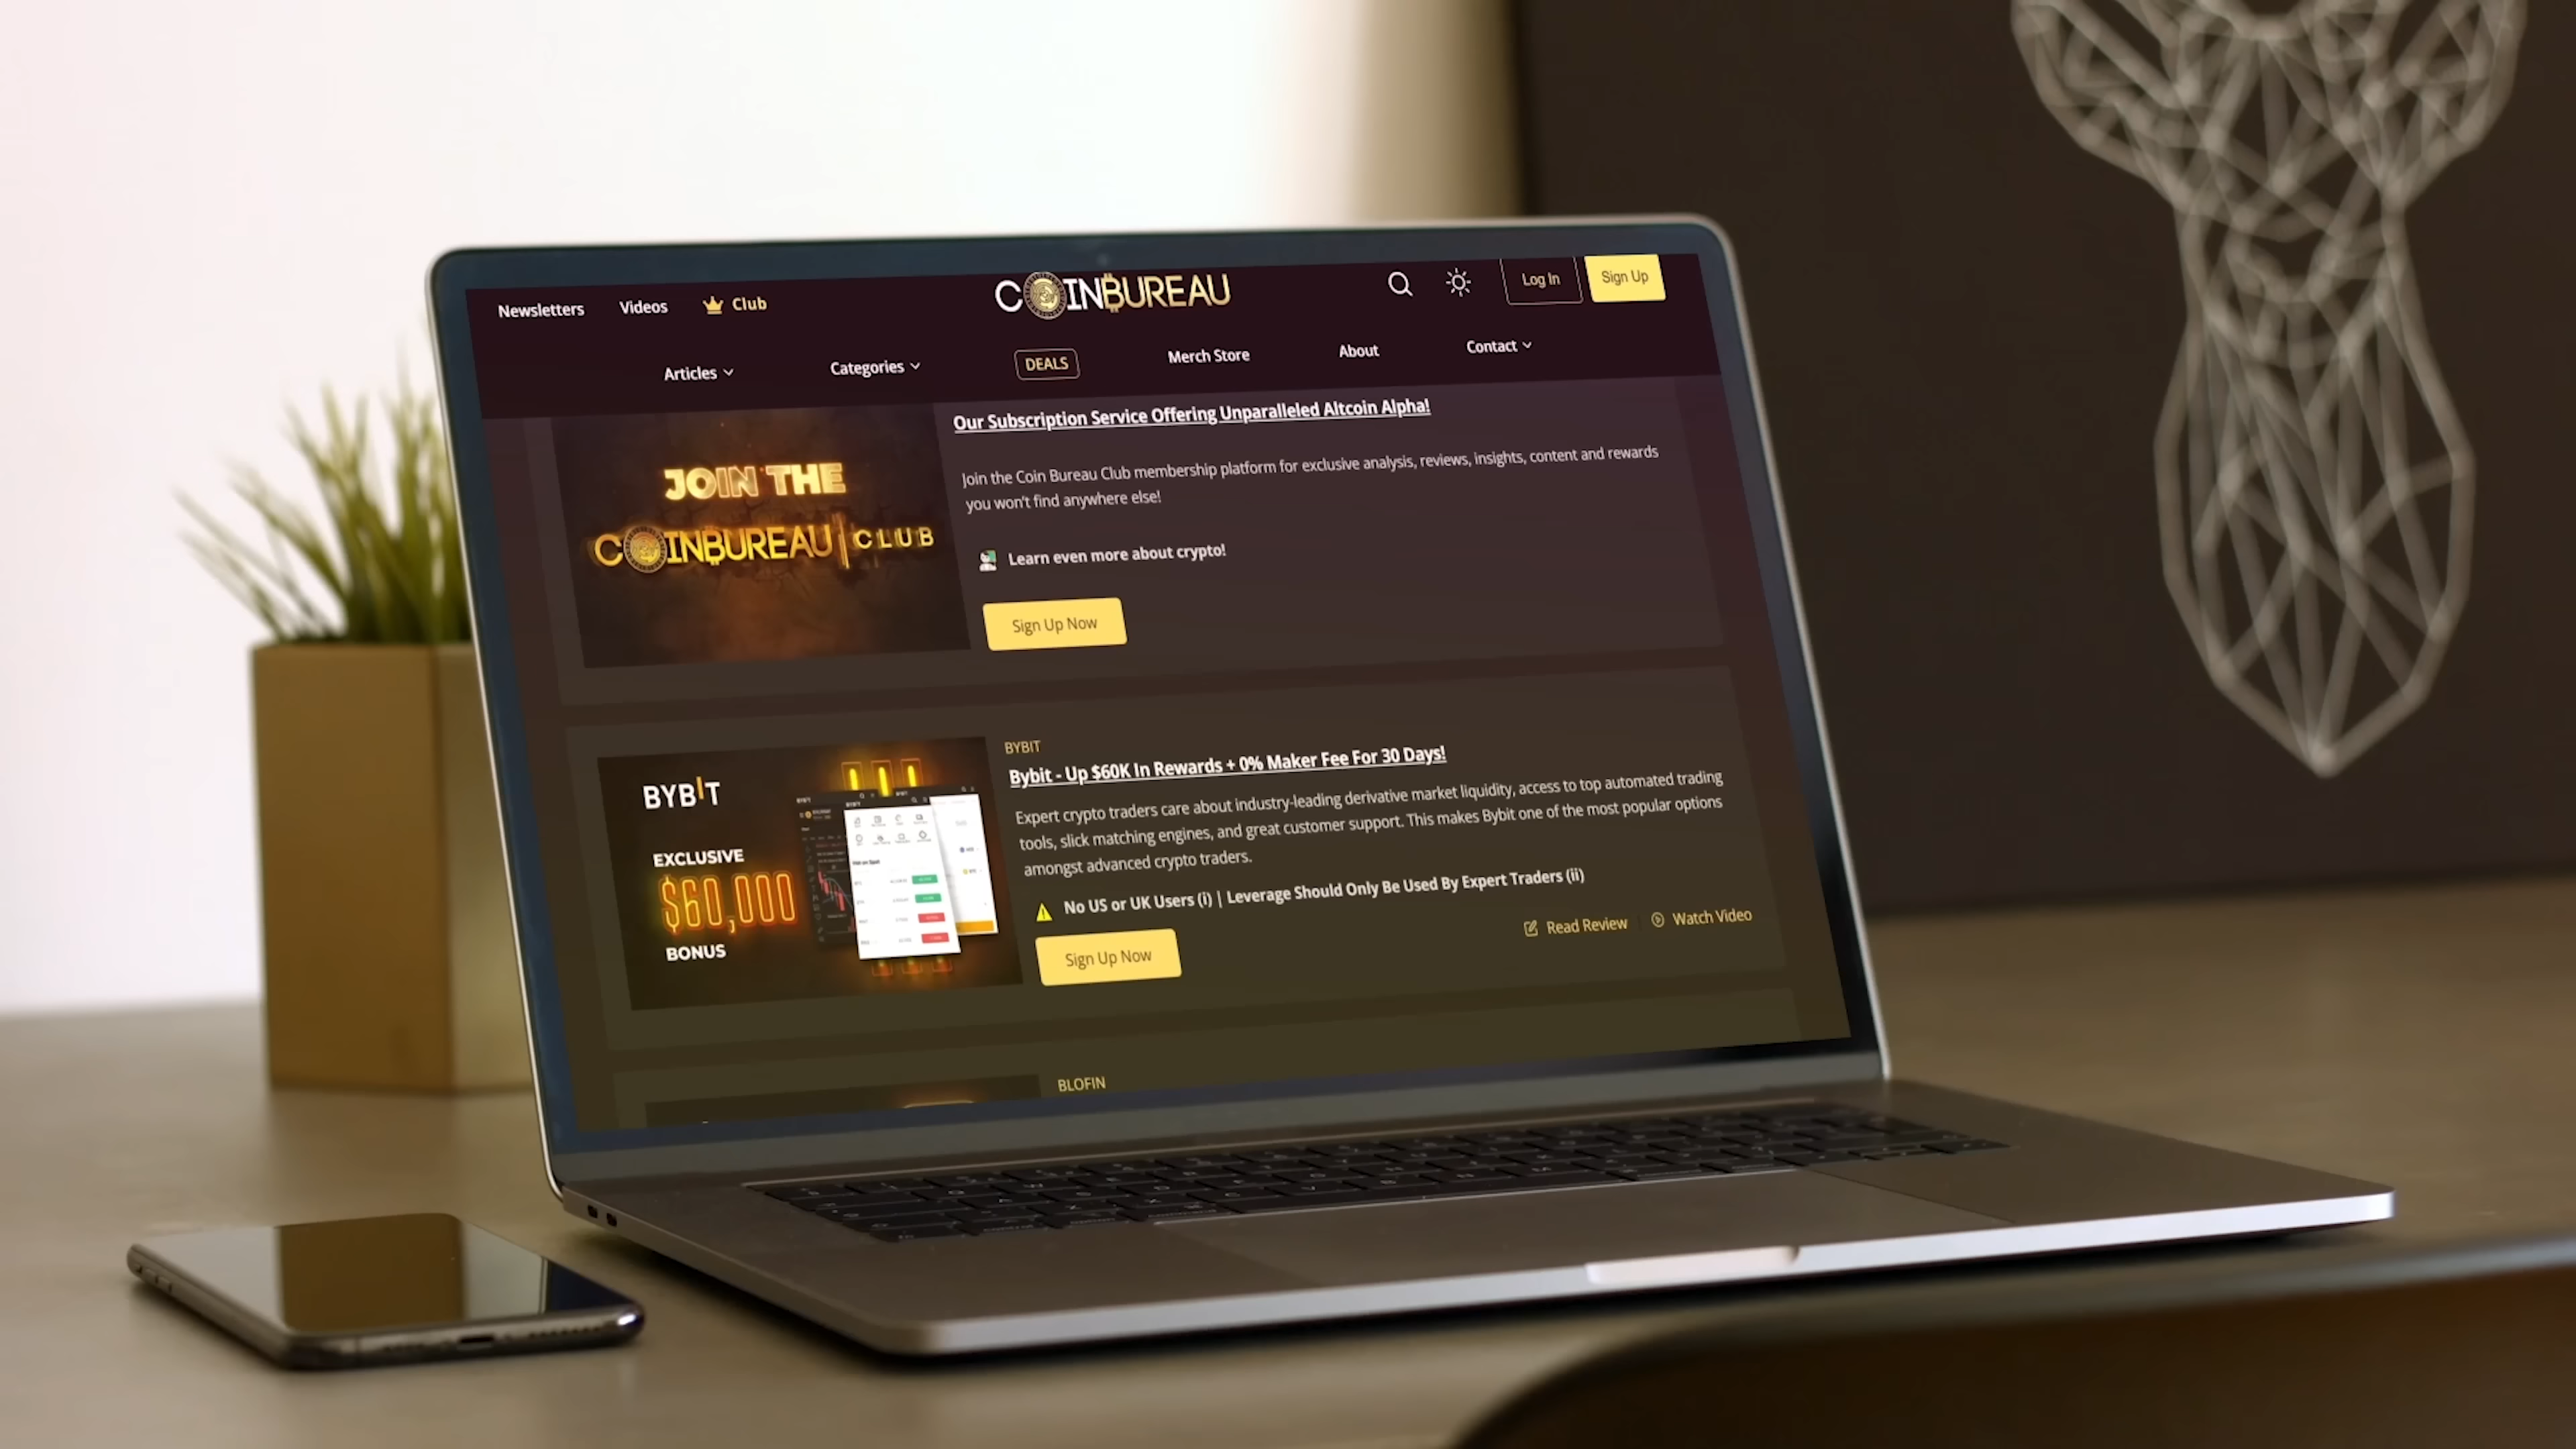 Newsletters
Videos
Club
COINBUREAU
Log In
Sign Up
Articles
Categories
DEALS
Merch Store
About
Contact
JOIN THE
COINBUREAU CLUB
Our Subscription Service Offering Unparalleled Altcoin Alpha!
Join the Coin Bureau Club membership platform for exclusive analysis, reviews, insights, content and rewards
you won't find anywhere else!
Learn even more about crypto!
Sign Up Now
BYBIT
EXCLUSIVE
$60,000
BONUS
BYBIT
Bybit - Up $60K In Rewards + 0% Maker Fee For 30 Days!
Expert crypto traders care about industry-leading derivative market liquidity, access to top automated trading
tools, slick matching engines, and great customer support. This makes Bybit one of the most popular options
amongst advanced crypto traders.
No US or UK Users (i) | Leverage Should Only Be Used By Expert Traders (ii)
Read Review
Watch Video
Sign Up Now
BLOFIN